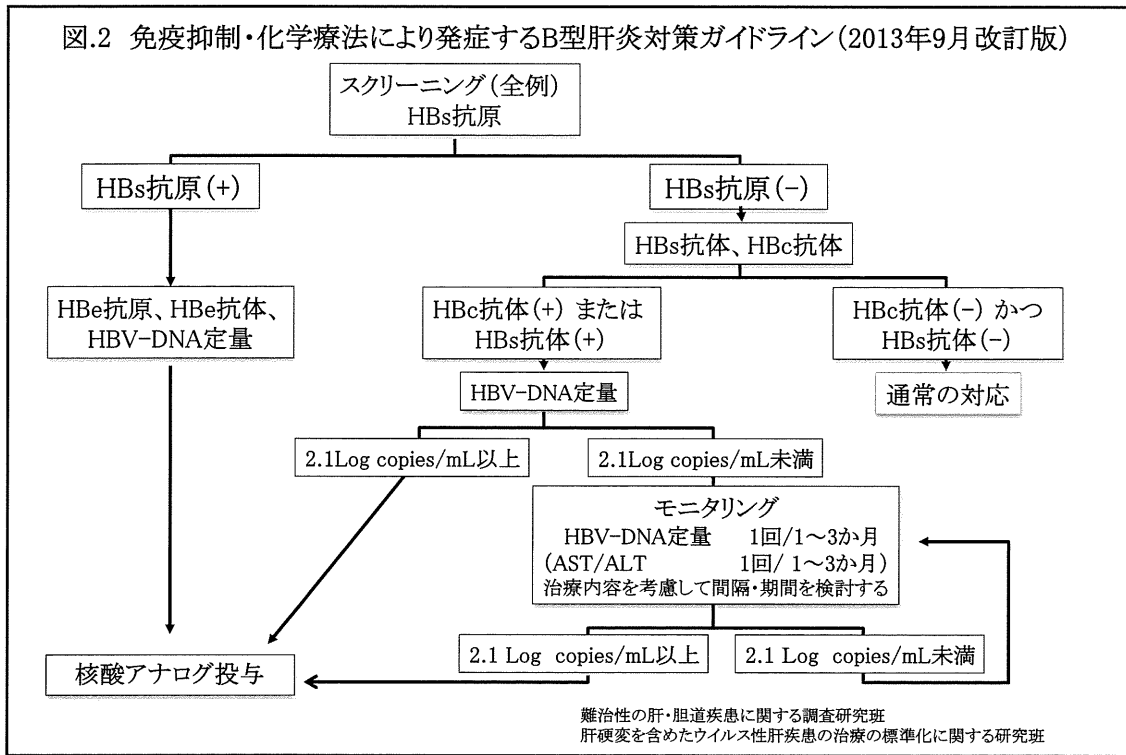 図.2 免疫抑制・化学療法により発症するB型肝炎対策ガイドライン(2013年9月改訂版)
スクリーニング(全例)
HBs抗原
HBs抗原(+)
HBs抗原(-)
HBs抗体、HBc抗体
HBe抗原、HBe抗体、
HBV-DNA定量
HBc抗体(+) または
HBs抗体(+)
HBc抗体(-) かつ
HBs抗体(-)
HBV-DNA定量
通常の対応
2.1Log copies/mL以上
2.1Log copies/mL未満
モニタリング
HBV-DNA定量 1回/1~3か月
(AST/ALT 1回/ 1~3か月)
治療内容を考慮して間隔・期間を検討する
2.1 Log copies/mL以上
2.1 Log copies/mL未満
核酸アナログ投与
難治性の肝・胆道疾患に関する調査研究班
肝硬変を含めたウイルス性肝疾患の治療の標準化に関する研究班